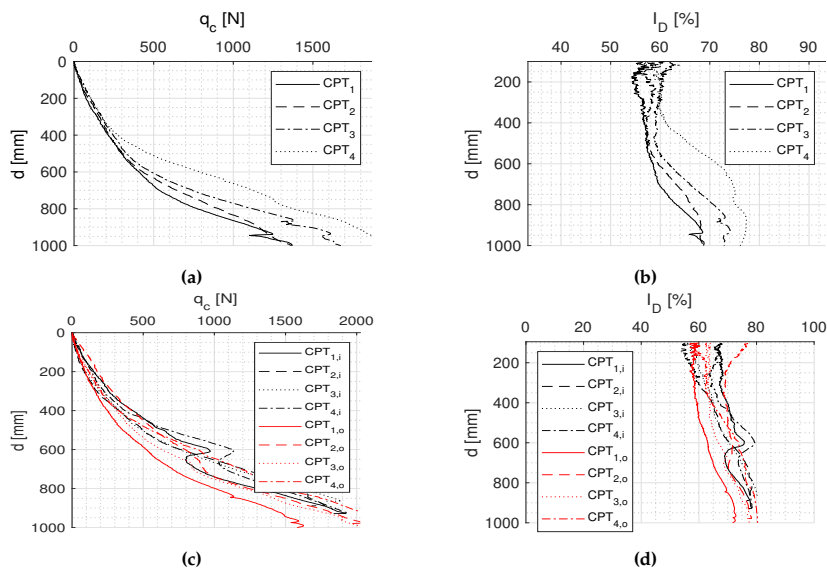 q_c [N]
0 500 1000 1500
0
200
400
600
800
1000
d [mm]
CPT_1
CPT_2
CPT_3
CPT_4
(a)
I_D [%]
40 50 60 70 80 90
200
400
600
800
1000
d [mm]
CPT_1
CPT_2
CPT_3
CPT_4
(b)
q_c [N]
0 500 1000 1500 2000
0
200
400
600
800
1000
d [mm]
CPT_1,i
CPT_2,i
CPT_3,i
CPT_4,i
CPT_1,o
CPT_2,o
CPT_3,o
CPT_4,o
(c)
I_D [%]
0 20 40 60 80 100
200
400
600
800
1000
d [mm]
CPT_1,i
CPT_2,i
CPT_3,i
CPT_4,i
CPT_1,o
CPT_2,o
CPT_3,o
CPT_4,o
(d)